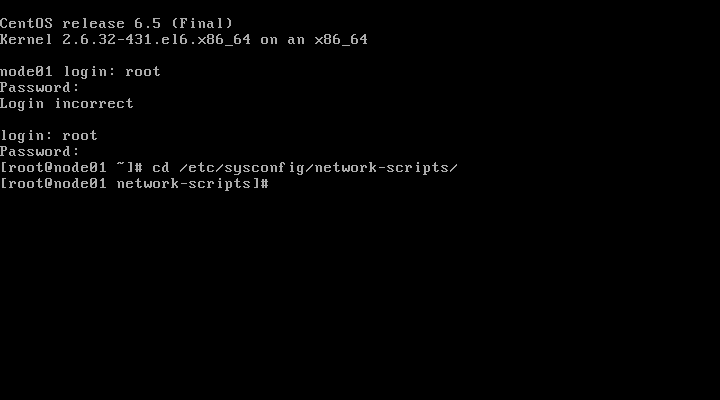 CentOS release 6.5 (Final)
Kernel 2.6.32-431.el6.x86_64 on an x86_64
node01 login: root
Password:
Login incorrect
login: root
Password:
[root@node01 ~]# cd /etc/sysconfig/network-scripts/
[root@node01 network-scripts]#